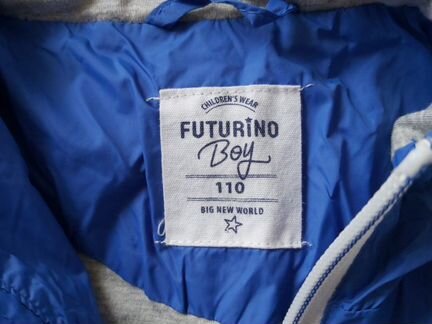 CHILDREN'S WEAR
FUTURINO
Boy
110
BIG NEW WORLD